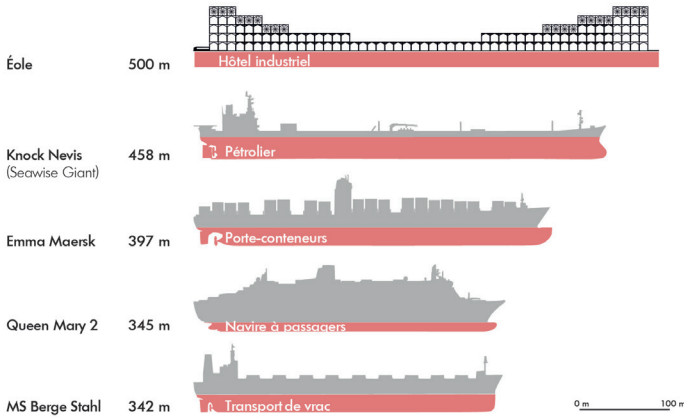 Éole 500 m Hôtel industriel
Knock Nevis 458 m Pétrolier
(Seawise Giant)
Emma Maersk 397 m Porte-conteneurs
Queen Mary 2 345 m Navire à passagers
MS Berge Stahl 342 m Transport de vrac
0 m 100 m